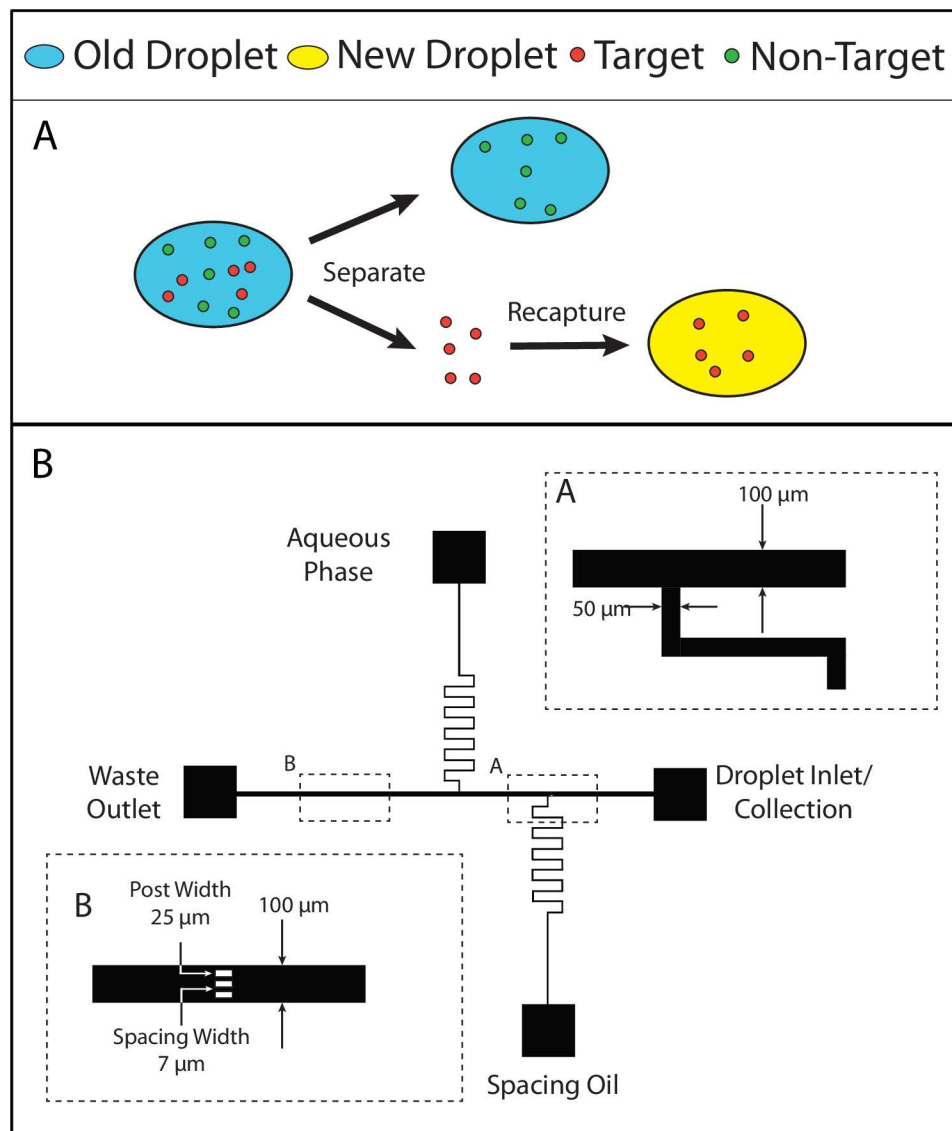 Old Droplet New Droplet Target Non-Target
A
Separate
Recapture
B
A
100 µm
50 µm
Aqueous
Phase
Waste
Outlet
B
A
Droplet Inlet/
Collection
B
Post Width
25 µm
100 µm
Spacing Width
7 µm
Spacing Oil